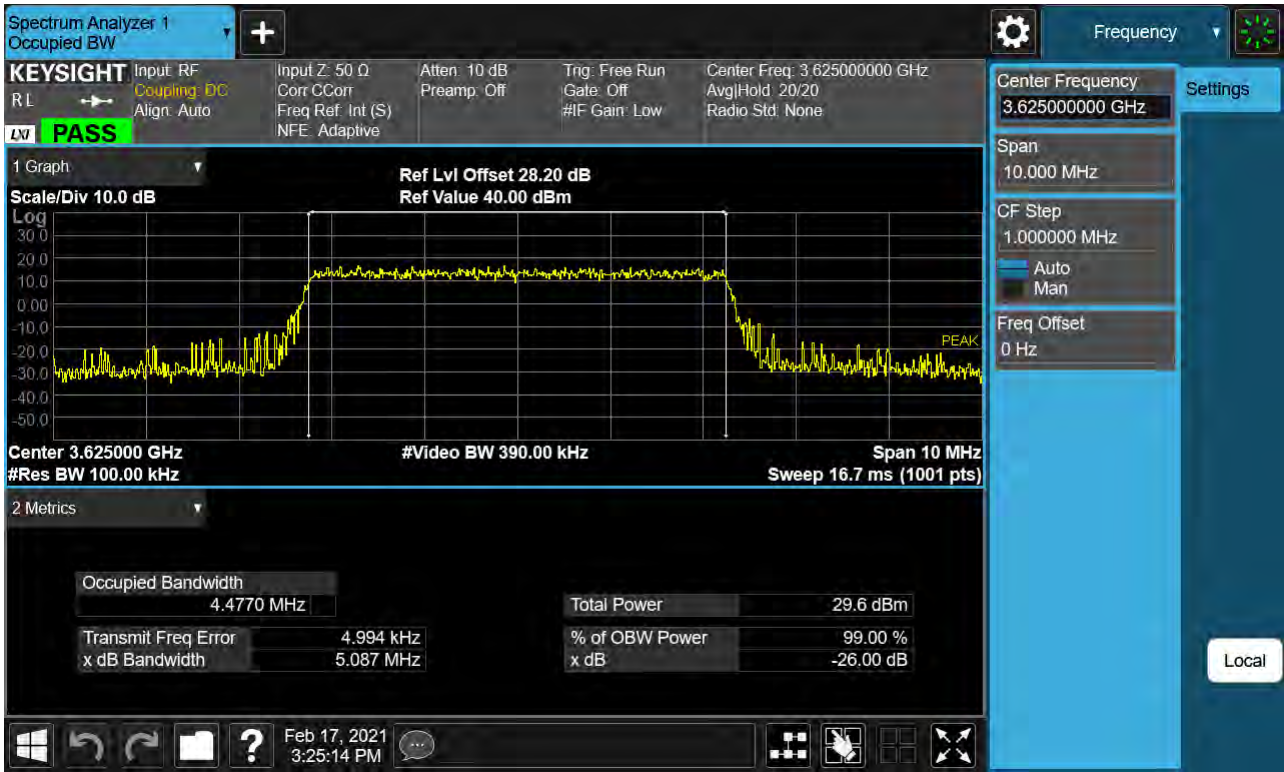 Spectrum Analyzer 1
Occupied BW
+
Frequency
KEYSIGHT
R L
LXI PASS
Input: RF
Coupling: DC
Align: Auto
Input Z: 50 Ω
Corr CCorr
Freq Ref: Int (S)
NFE: Adaptive
Atten: 10 dB
Preamp: Off
Trig: Free Run
Gate: Off
#IF Gain: Low
Center Freq: 3.625000000 GHz
Avg|Hold: 20/20
Radio Std: None
Center Frequency
3.625000000 GHz
Settings
Span
10.000 MHz
CF Step
1.000000 MHz
Auto
Man
Freq Offset
0 Hz
Local
1 Graph
Scale/Div 10.0 dB
Ref Lvl Offset 28.20 dB
Ref Value 40.00 dBm
Log
30.0
20.0
10.0
0.00
-10.0
-20.0
-30.0
-40.0
-50.0
PEAK
Center 3.625000 GHz
#Video BW 390.00 kHz
Span 10 MHz
#Res BW 100.00 kHz
Sweep 16.7 ms (1001 pts)
2 Metrics
Occupied Bandwidth
4.4770 MHz
Transmit Freq Error 4.994 kHz
x dB Bandwidth 5.087 MHz
Total Power 29.6 dBm
% of OBW Power 99.00 %
x dB -26.00 dB
?
Feb 17, 2021
3:25:14 PM